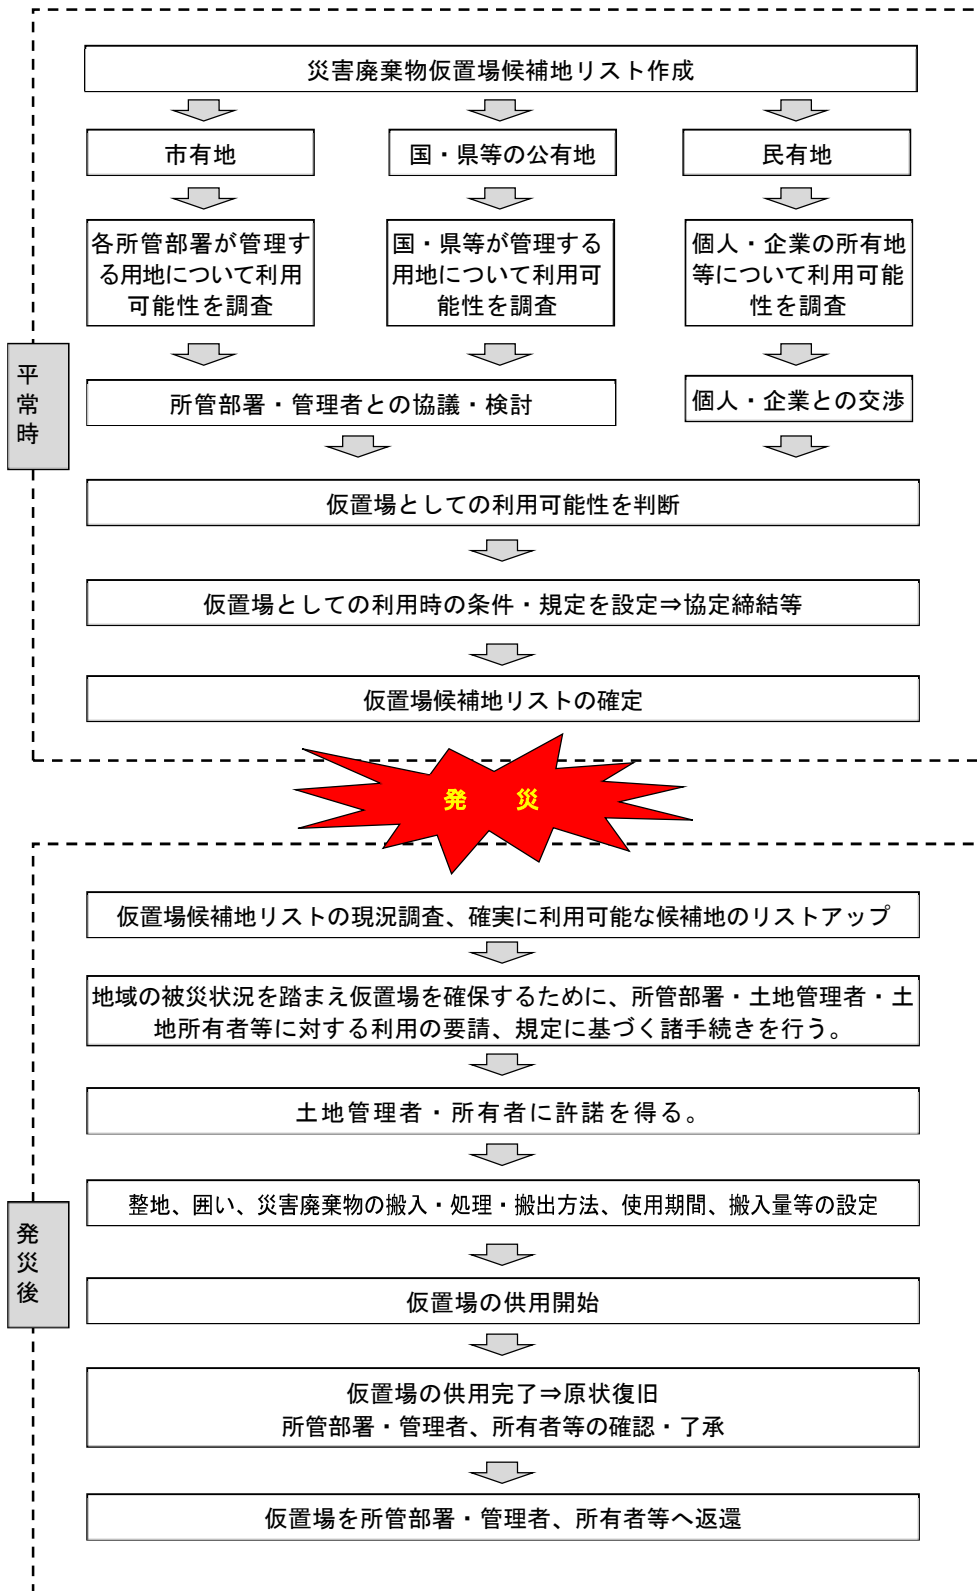 災害廃棄物仮置場候補地リスト作成
市有地
国・県等の公有地
民有地
各所管部署が管理す
る用地について利用
可能性を調査
国・県等が管理する
用地について利用可
能性を調査
個人・企業の所有地
等について利用可能
性を調査
平
常
時
所管部署・管理者との協議・検討
個人・企業との交渉
仮置場としての利用可能性を判断
仮置場としての利用時の条件・規定を設定⇒協定締結等
仮置場候補地リストの確定
発 災
仮置場候補地リストの現況調査、確実に利用可能な候補地のリストアップ
地域の被災状況を踏まえ仮置場を確保するために、所管部署・土地管理者・土
地所有者等に対する利用の要請、規定に基づく諸手続きを行う。
土地管理者・所有者に許諾を得る。
整地、囲い、災害廃棄物の搬入・処理・搬出方法、使用期間、搬入量等の設定
発
災
後
仮置場の供用開始
仮置場の供用完了⇒原状復旧
所管部署・管理者、所有者等の確認・了承
仮置場を所管部署・管理者、所有者等へ返還